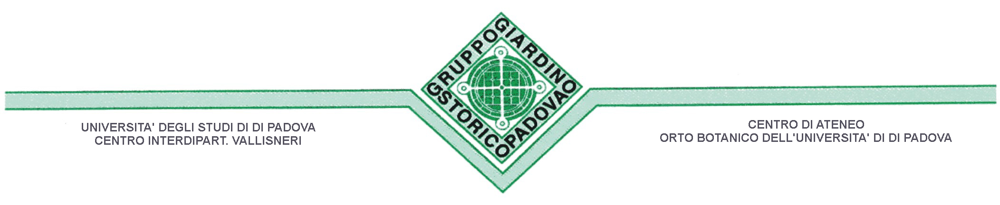 GRUPPO GIARDINO
STORICO PADOVA
UNIVERSITA' DEGLI STUDI DI DI PADOVA
CENTRO INTERDIPART. VALLISNERI
CENTRO DI ATENEO
ORTO BOTANICO DELL'UNIVERSITA' DI DI PADOVA